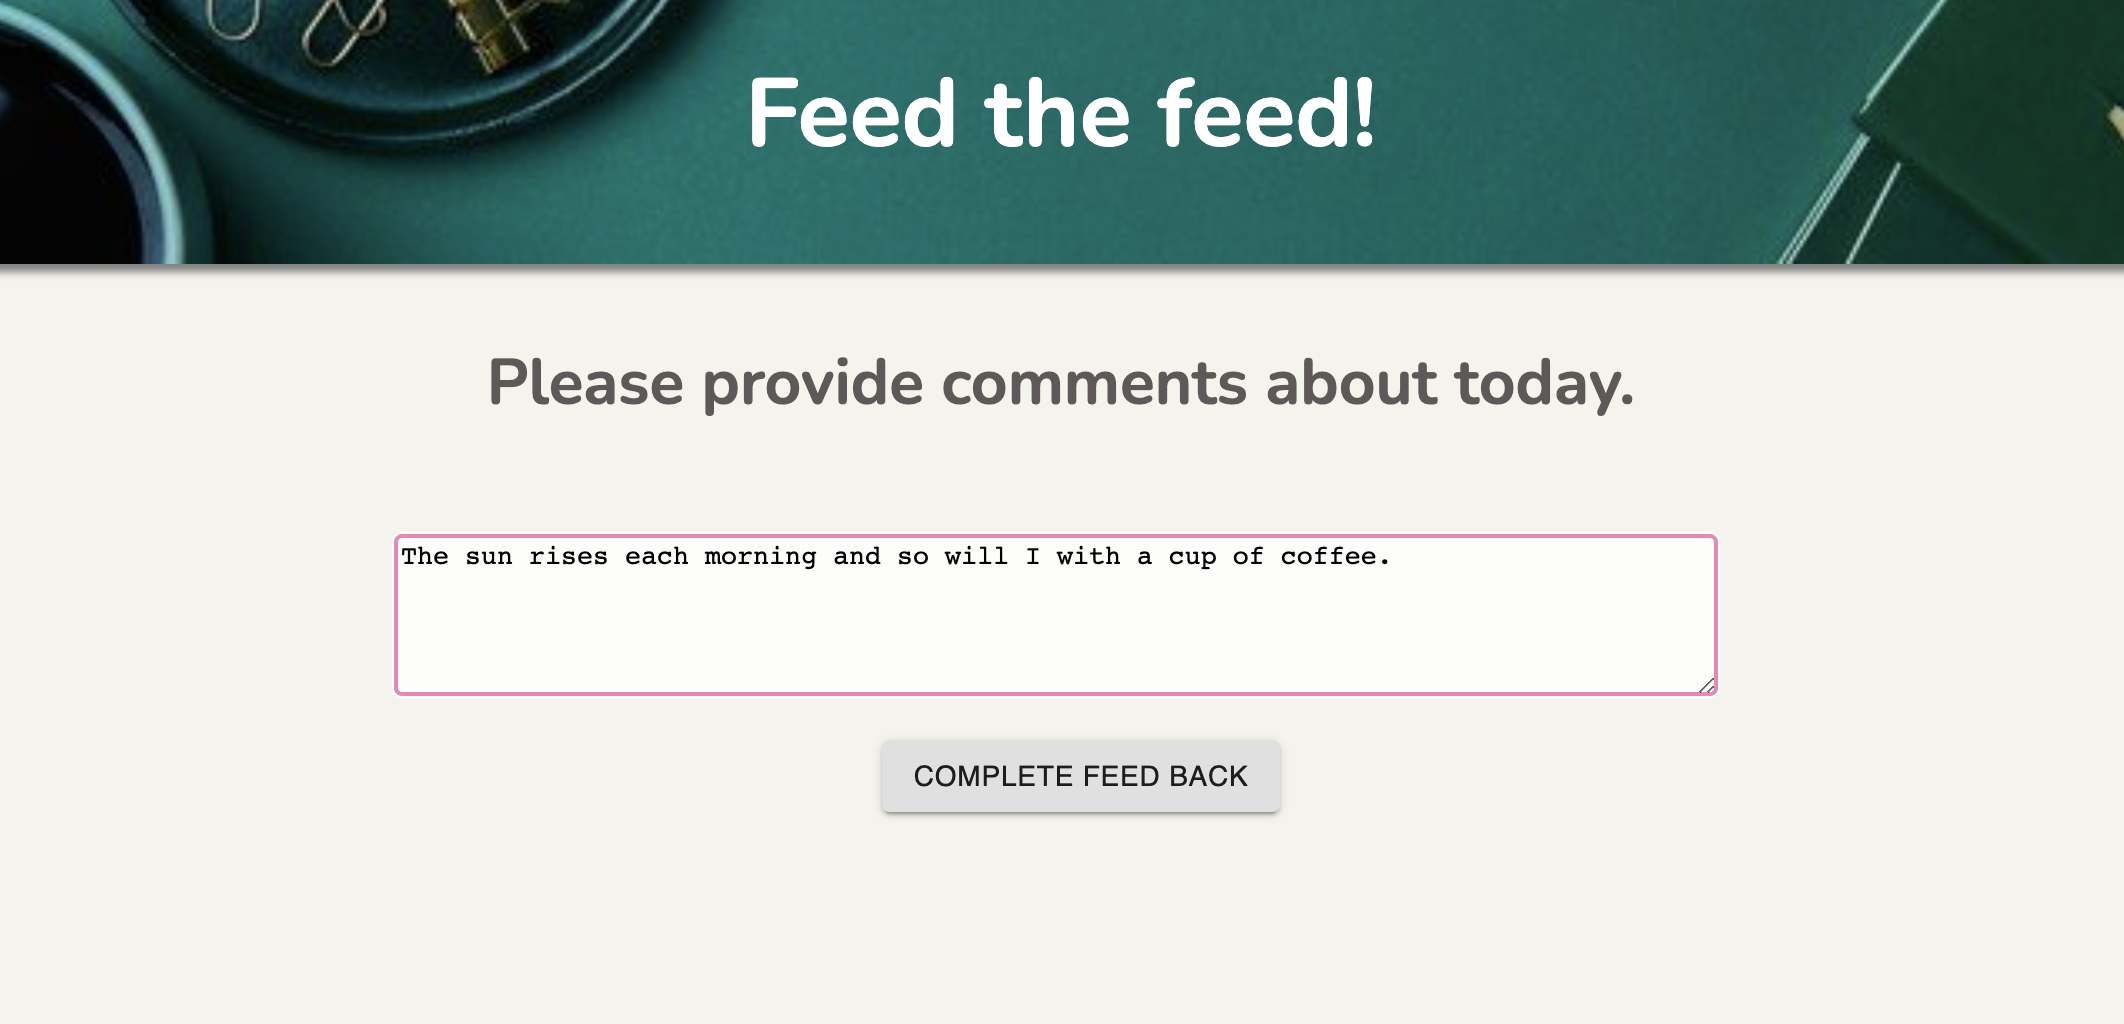 Feed the feed!
Please provide comments about today.
The sun rises each morning and so will I with a cup of coffee.
COMPLETE FEED BACK